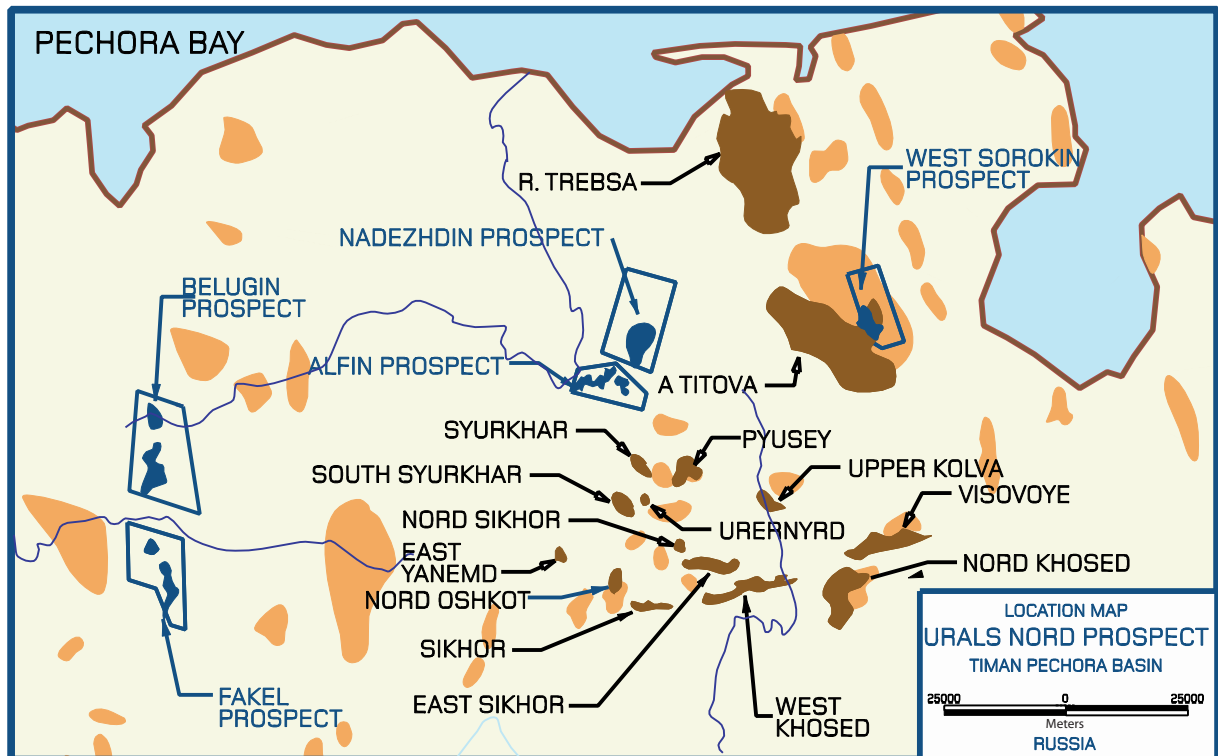 PECHORA BAY
WEST SOROKIN
PROSPECT
R. TREBSA
NADEZHDIN PROSPECT
BELUGIN
PROSPECT
ALFIN PROSPECT
A TITOVA
SYURKHAR
PYUSEY
SOUTH SYURKHAR
UPPER KOLVA
VISOVOYE
NORD SIKHOR
URERNYRD
EAST
YANEMD
NORD KHOSED
NORD OSHKOT
SIKHOR
EAST SIKHOR
WEST
KHOSED
FAKEL
PROSPECT
LOCATION MAP
URALS NORD PROSPECT
TIMAN PECHORA BASIN
25000 0 25000
Meters
RUSSIA